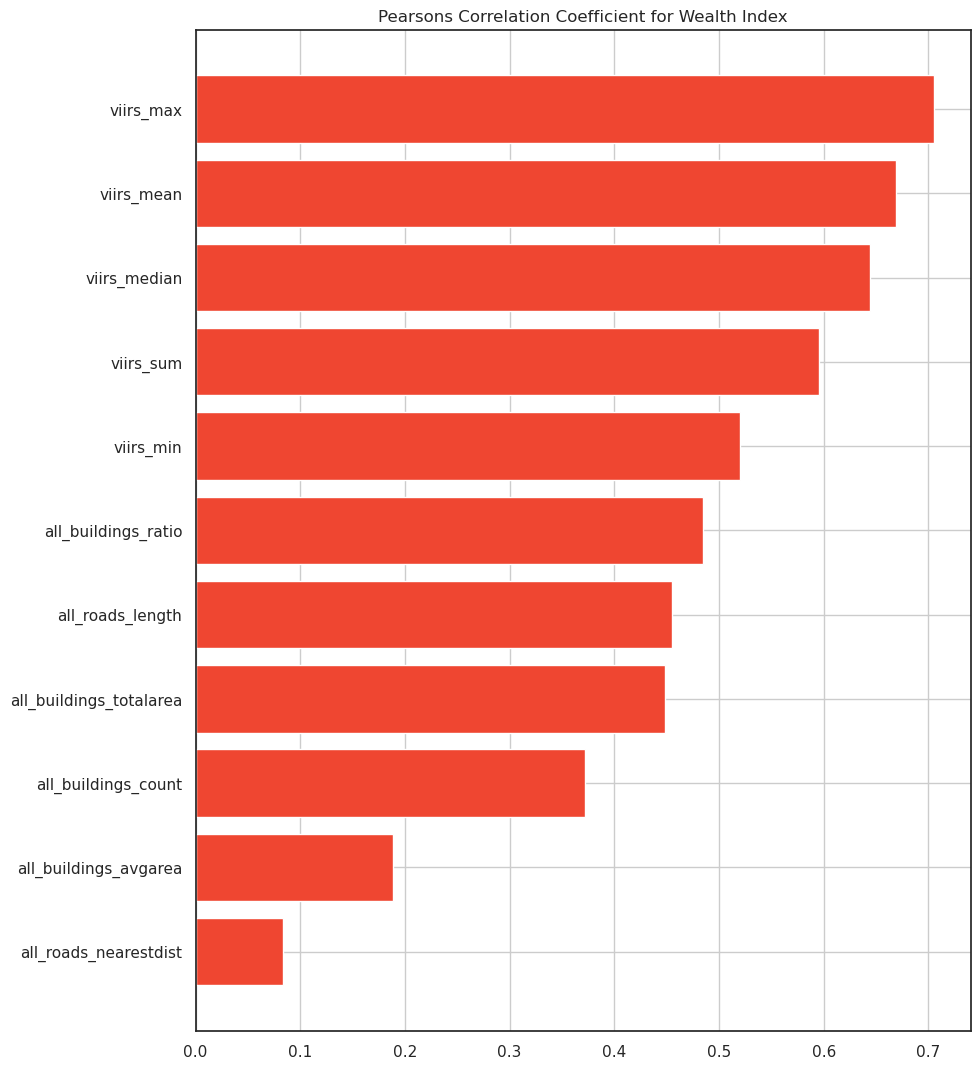 Pearsons Correlation Coefficient for Wealth Index
viirs_max
viirs_mean
viirs_median
viirs_sum
viirs_min
all_buildings_ratio
all_roads_length
all_buildings_totalarea
all_buildings_count
all_buildings_avgarea
all_roads_nearestdist
0.0 0.1 0.2 0.3 0.4 0.5 0.6 0.7